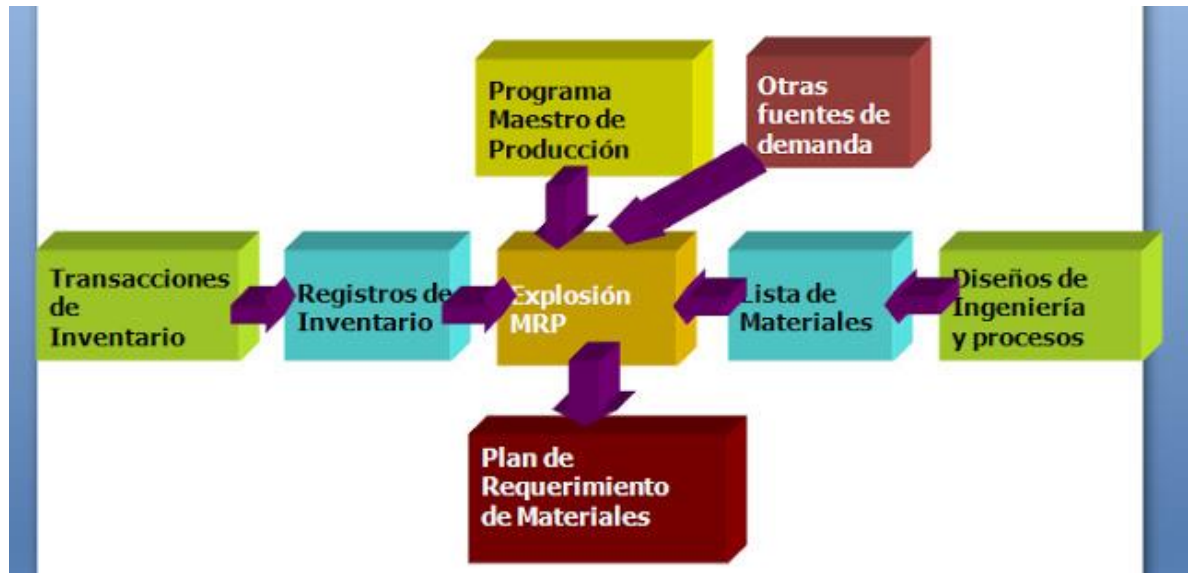 Programa
Maestro de
Producción
Otras
fuentes de
demanda
Transacciones
de
Inventario
Registros de
Inventario
Explosión
MRP
Lista de
Materiales
Diseños de
Ingeniería
y procesos
Plan de
Requerimiento
de Materiales